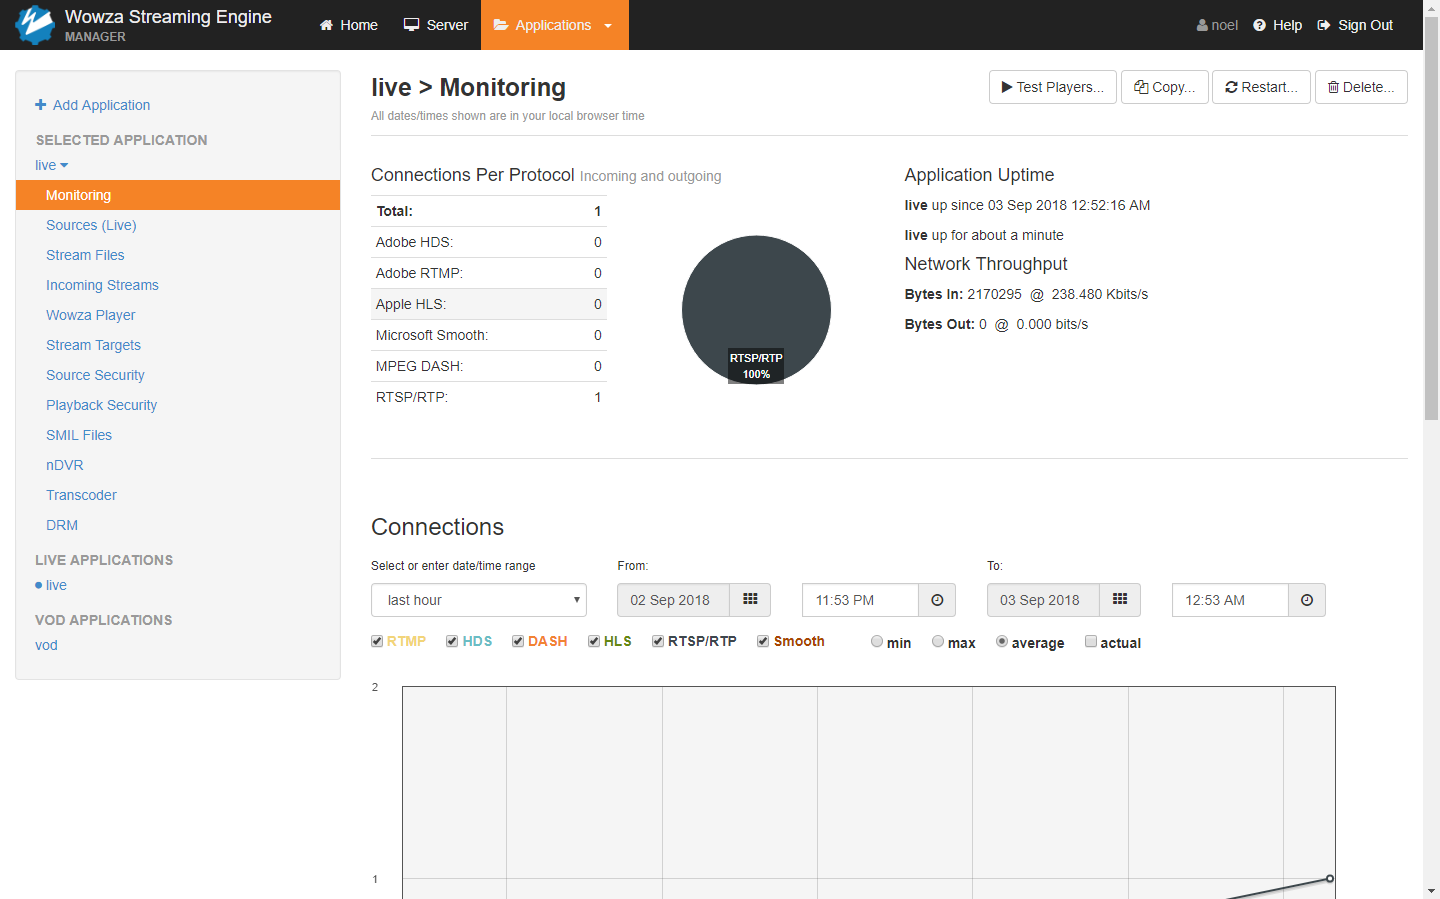 Wowza Streaming Engine
MANAGER
Home
Server
Applications
noel
Help
Sign Out
Add Application
SELECTED APPLICATION
live
Monitoring
Sources (Live)
Stream Files
Incoming Streams
Wowza Player
Stream Targets
Source Security
Playback Security
SMIL Files
nDVR
Transcoder
DRM
LIVE APPLICATIONS
live
VOD APPLICATIONS
vod
live > Monitoring
All dates/times shown are in your local browser time
Test Players...
Copy...
Restart...
Delete...
Connections Per Protocol Incoming and outgoing
Total: 1
Adobe HDS: 0
Adobe RTMP: 0
Apple HLS: 0
Microsoft Smooth: 0
MPEG DASH: 0
RTSP/RTP: 1
RTSP/RTP
100%
Application Uptime
live up since 03 Sep 2018 12:52:16 AM
live up for about a minute
Network Throughput
Bytes In: 2170295 @ 238.480 Kbits/s
Bytes Out: 0 @ 0.000 bits/s
Connections
Select or enter date/time range
From:
To:
last hour
02 Sep 2018
11:53 PM
03 Sep 2018
12:53 AM
RTMP
HDS
DASH
HLS
RTSP/RTP
Smooth
min
max
average
actual
2
1